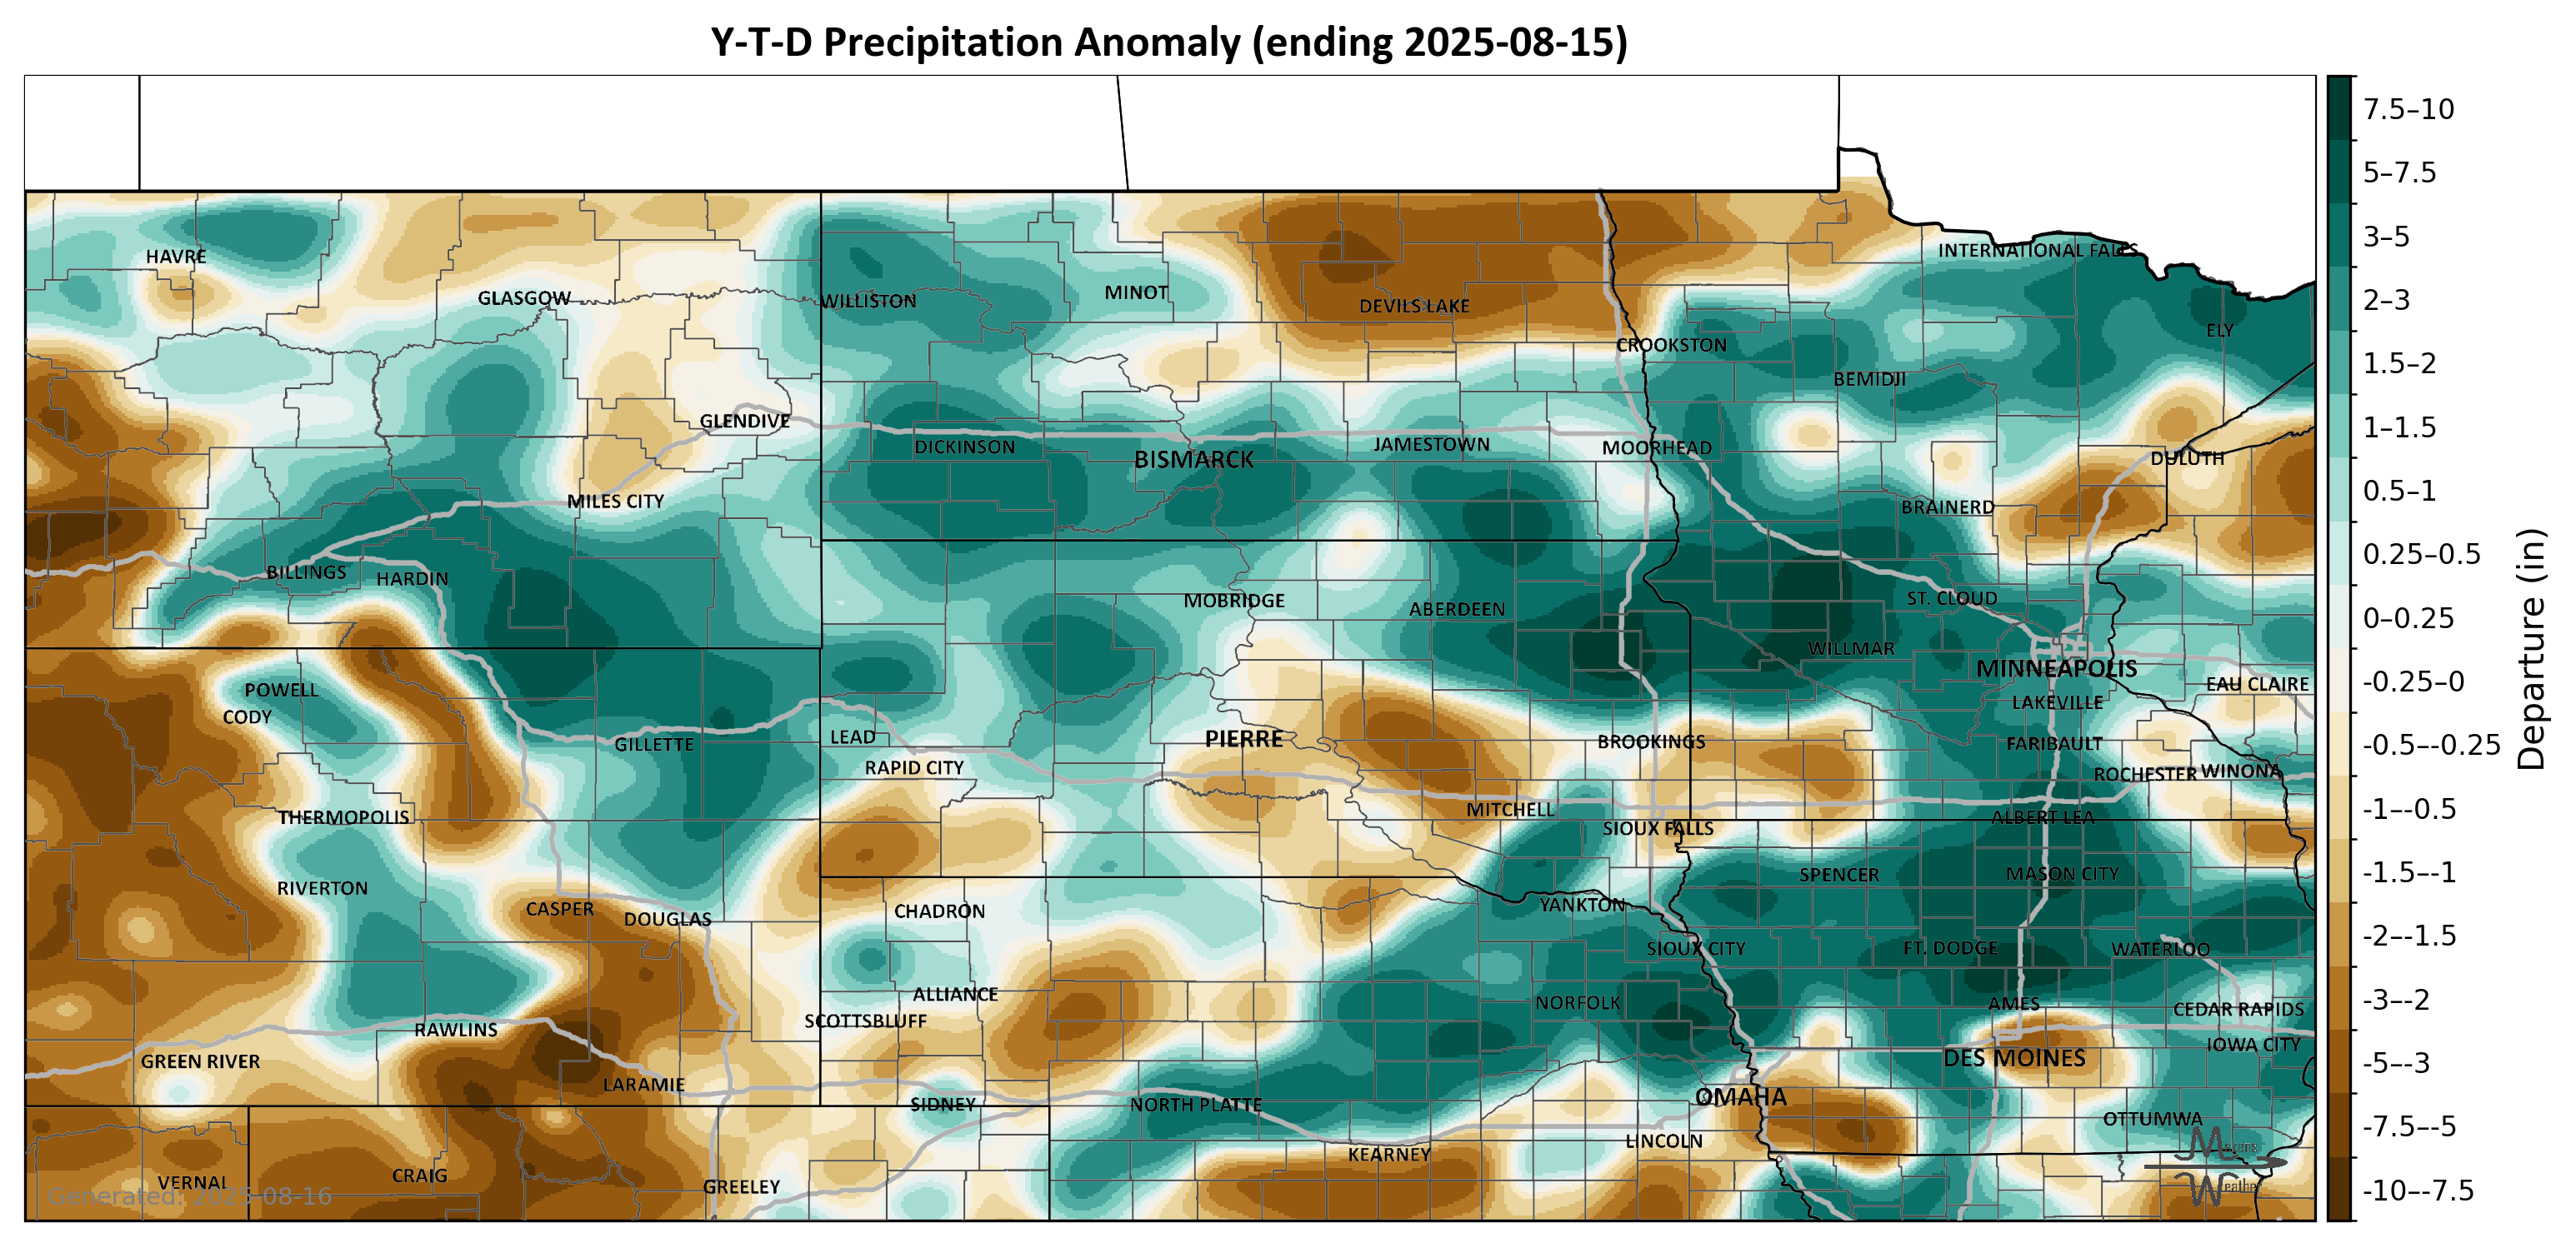 Y-T-D Precipitation Anomaly (ending 2025-08-15)
INTERNATIONAL FALLS
HAVRE
GLASGOW
WILLISTON
MINOT
DEVILS LAKE
ELY
CROOKSTON
BEMIDJI
GLENDIVE
DICKINSON
BISMARCK
JAMESTOWN
MOORHEAD
DULUTH
MILES CITY
BRAINERD
BILLINGS
HARDIN
MOBRIDGE
ABERDEEN
ST. CLOUD
WILLMAR
MINNEAPOLIS
POWELL
EAU CLAIRE
CODY
LAKEVILLE
GILLETTE
LEAD
PIERRE
BROOKINGS
FARIBAULT
RAPID CITY
ROCHESTER
WINONA
THERMOPOLIS
MITCHELL
ALBERT LEA
SIOUX FALLS
RIVERTON
SPENCER
MASON CITY
CASPER
DOUGLAS
CHADRON
YANKTON
SIOUX CITY
FT. DODGE
WATERLOO
ALLIANCE
NORFOLK
AMES
CEDAR RAPIDS
SCOTTSBLUFF
RAWLINS
IOWA CITY
GREEN RIVER
DES MOINES
LARAMIE
OMAHA
SIDNEY
NORTH PLATTE
OTTUMWA
LINCOLN
KEARNEY
VERNAL
CRAIG
GREELEY
Generated: 2025-08-16
Mavens
Weather
7.5–10
5–7.5
3–5
2–3
1.5–2
1–1.5
0.5–1
0.25–0.5
0–0.25
-0.25–0
-0.5–-0.25
-1–-0.5
-1.5–-1
-2–-1.5
-3–-2
-5–-3
-7.5–-5
-10–-7.5
Departure (in)